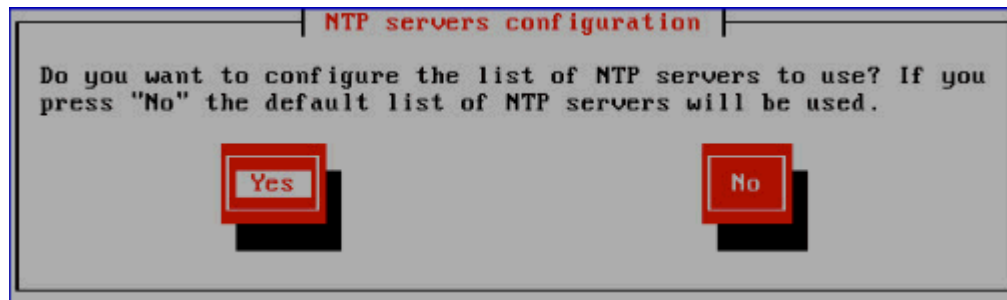 NTP servers configuration
Do you want to configure the list of NTP servers to use? If you
press "No" the default list of NTP servers will be used.
Yes No